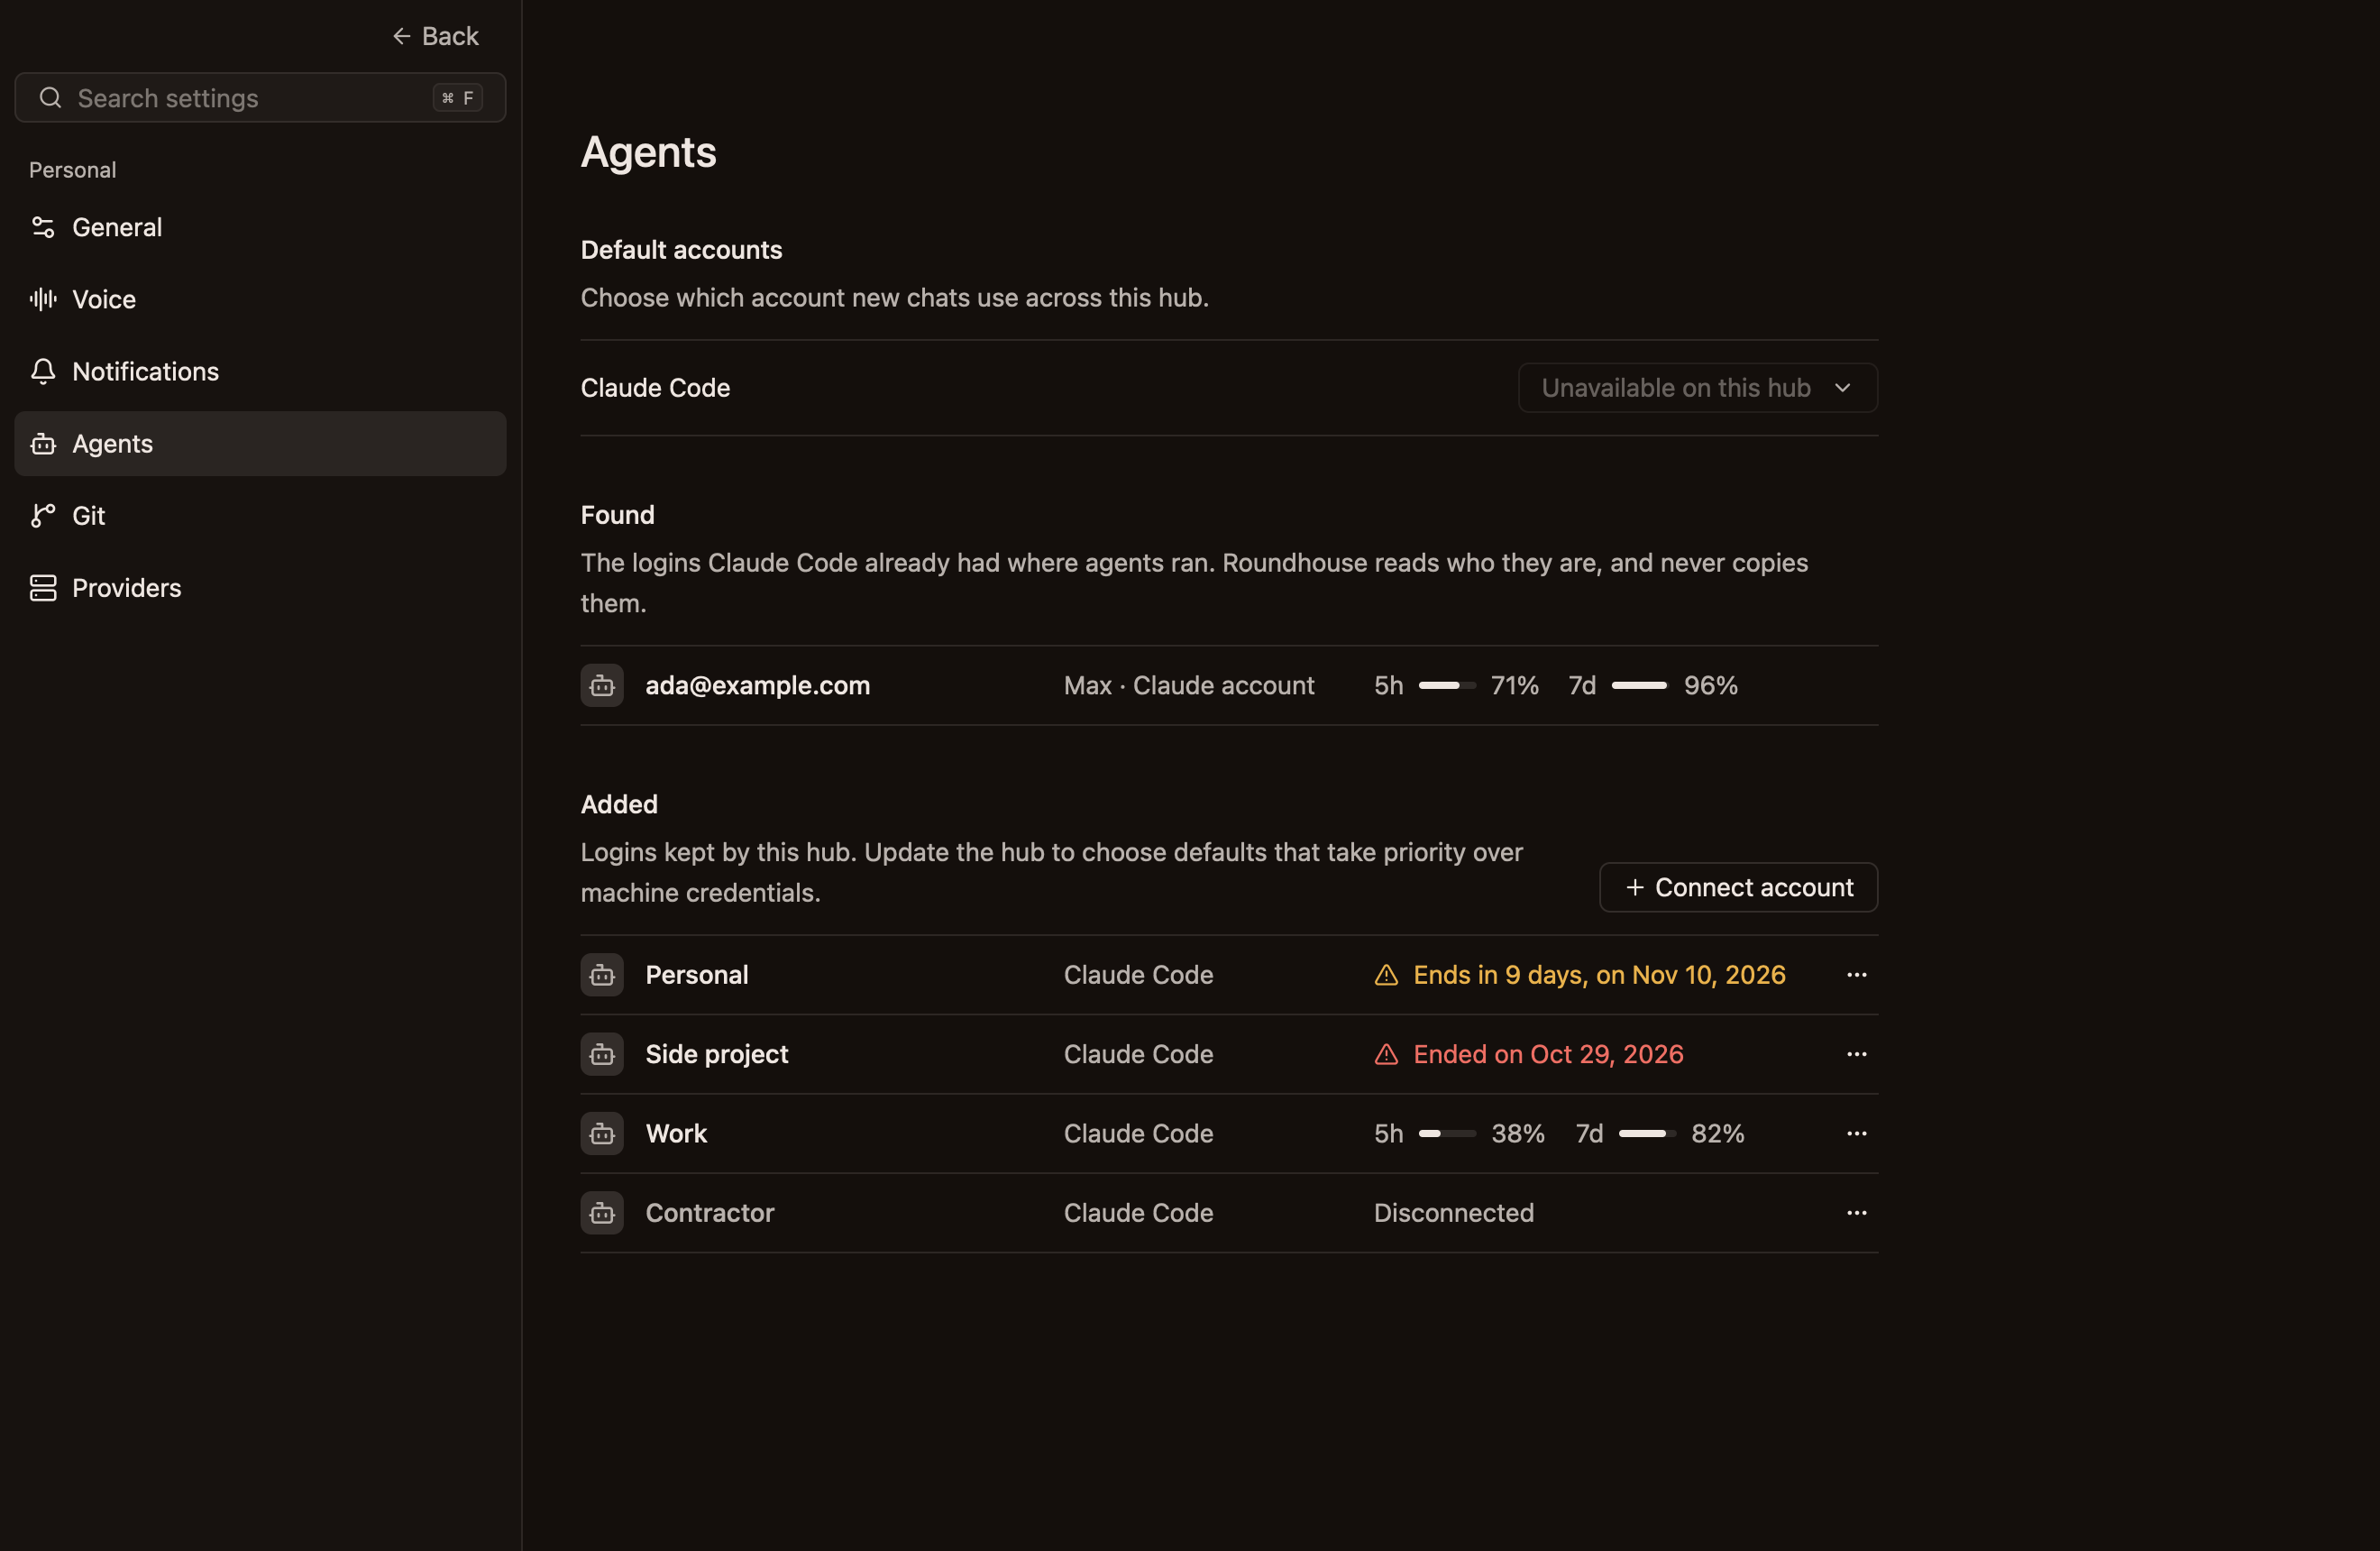 Back
Search settings
⌘ F
Personal
General
Voice
Notifications
Agents
Git
Providers
Agents
Default accounts
Choose which account new chats use across this hub.
Claude Code
Unavailable on this hub
Found
The logins Claude Code already had where agents ran. Roundhouse reads who they are, and never copies
them.
ada@example.com Max · Claude account 5h 71% 7d 96%
Added
Logins kept by this hub. Update the hub to choose defaults that take priority over
machine credentials.
Connect account
Personal Claude Code Ends in 9 days, on Nov 10, 2026
Side project Claude Code Ended on Oct 29, 2026
Work Claude Code 5h 38% 7d 82%
Contractor Claude Code Disconnected